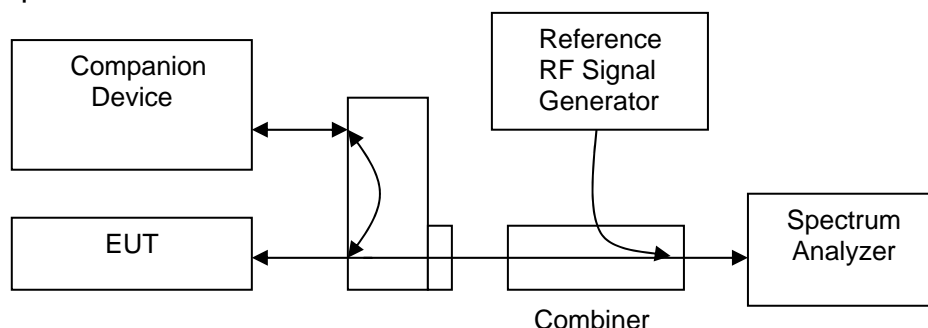 Companion
Device
Reference
RF Signal
Generator
EUT
Spectrum
Analyzer
Combiner